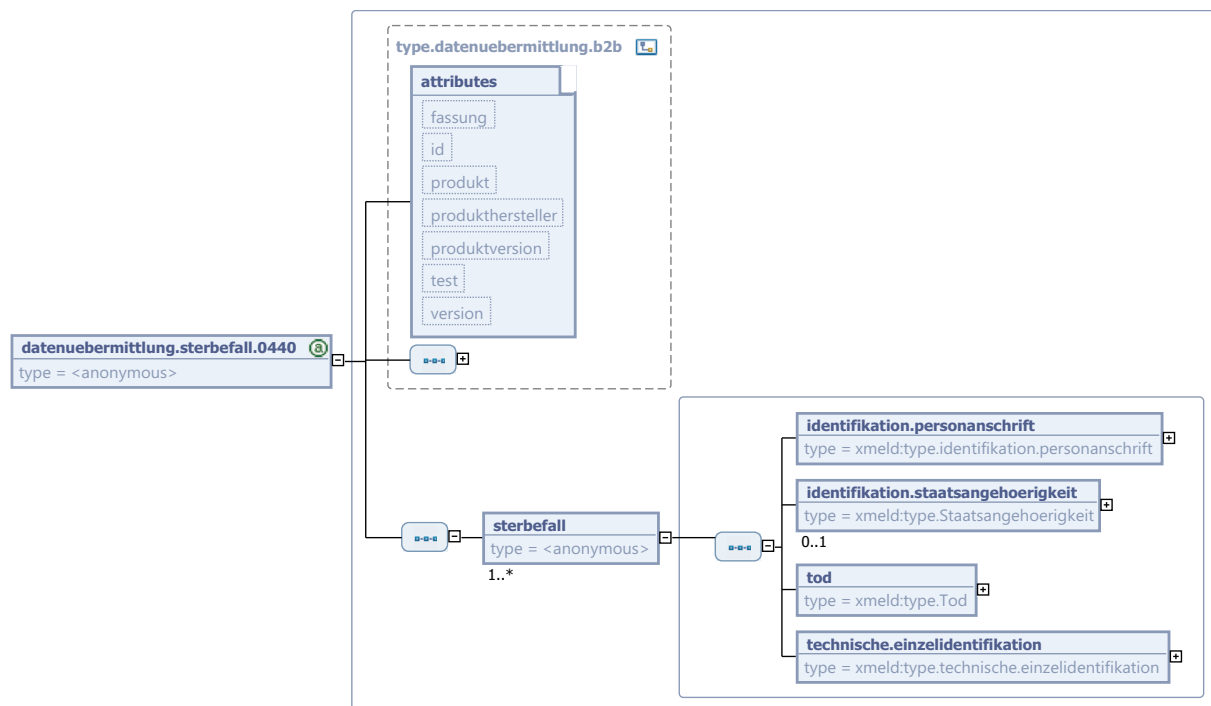 type.datenuebermittlung.b2b
attributes
fassung
id
produkt
produkthersteller
produktversion
test
version
datenuebermittlung.sterbefall.0440 a
type = <anonymous>
sterbefall
type = <anonymous>
1..*
identifikation.personanschrift
type = xmeld:type.identifikation.personanschrift
identifikation.staatsangehoerigkeit
type = xmeld:type.Staatsangehoerigkeit
0..1
tod
type = xmeld:type.Tod
technische.einzelidentifikation
type = xmeld:type.technische.einzelidentifikation